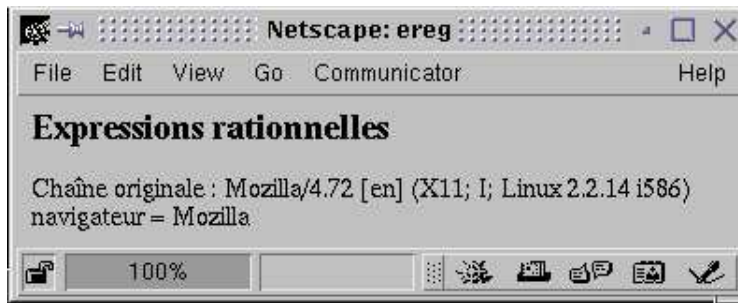 Netscape: ereg
File Edit View Go Communicator Help
Expressions rationnelles
Chaîne originale : Mozilla/4.72 [en] (X11; I; Linux 2.2.14 i586)
navigateur = Mozilla
100%